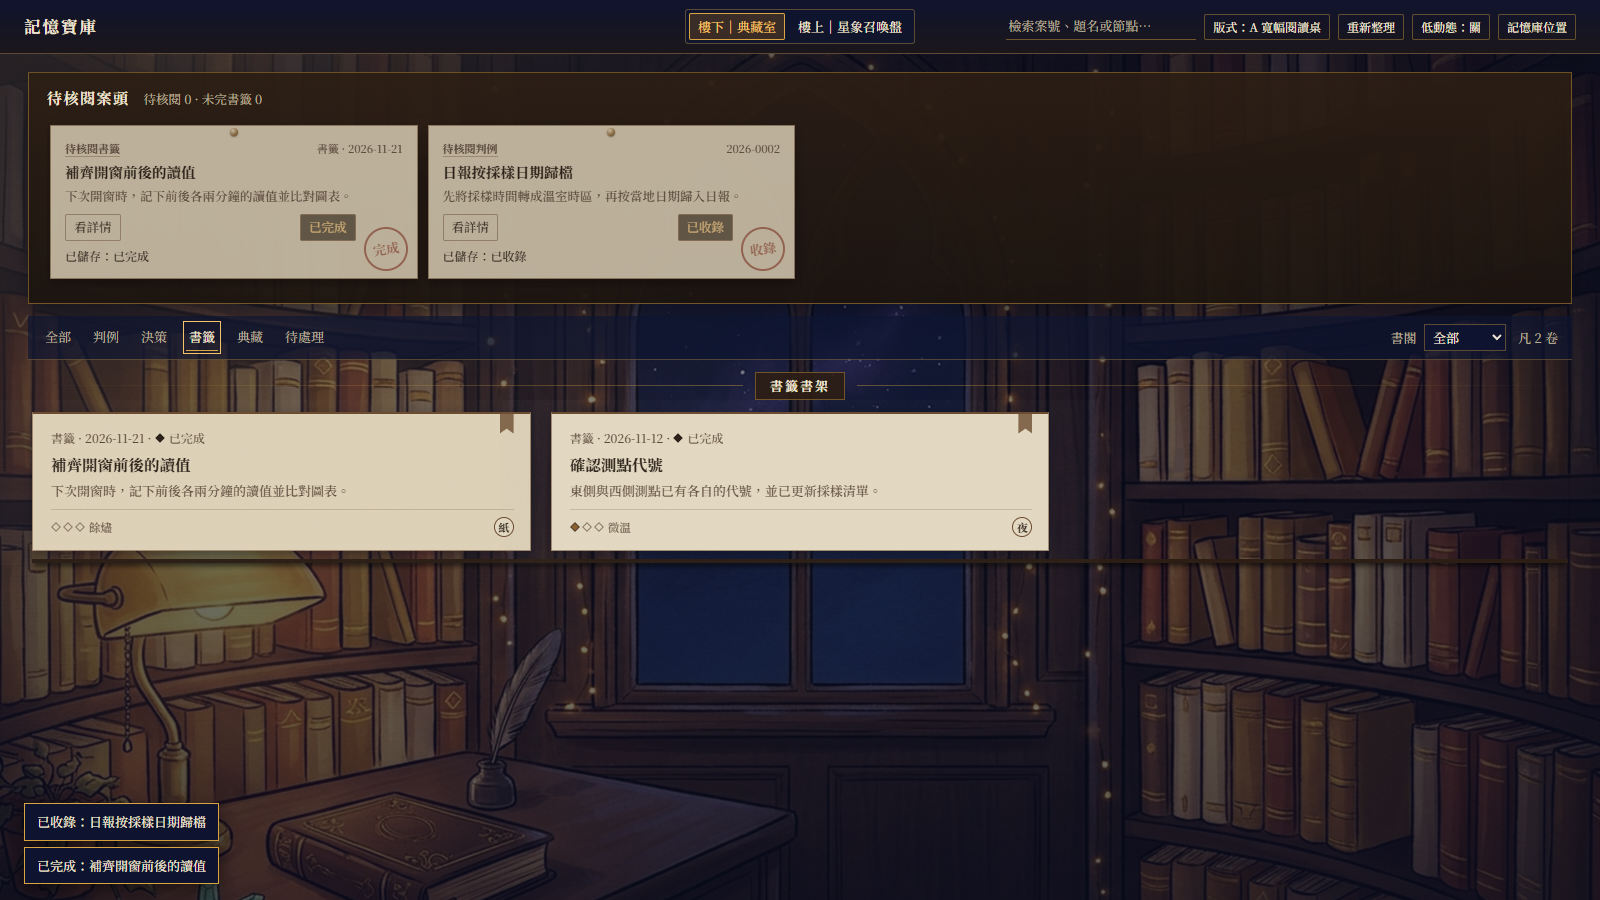 記憶寶庫
樓下｜典藏室
樓上｜星象召喚盤
檢索案號、題名或節點…
版式：A 寬幅閱讀桌
重新整理
低動態：關
記憶庫位置
待核閱案頭
待核閱 0 · 未完書籤 0
待核閱書籤
書籤 · 2026-11-21
補齊開窗前後的讀值
下次開窗時，記下前後各兩分鐘的讀值並比對圖表。
看詳情
已完成
已儲存：已完成
完成
待核閱判例
2026-0002
日報按採樣日期歸檔
先將採樣時間轉成溫室時區，再按當地日期歸入日報。
看詳情
已收錄
已儲存：已收錄
收錄
全部
判例
決策
書籤
典藏
待處理
書閣
全部
凡 2 卷
書籤書架
書籤 · 2026-11-21 · ◆ 已完成
補齊開窗前後的讀值
下次開窗時，記下前後各兩分鐘的讀值並比對圖表。
◇◇◇ 餘燼
紙
書籤 · 2026-11-12 · ◆ 已完成
確認測點代號
東側與西側測點已有各自的代號，並已更新採樣清單。
◆◇◇ 微溫
夜
已收錄：日報按採樣日期歸檔
已完成：補齊開窗前後的讀值